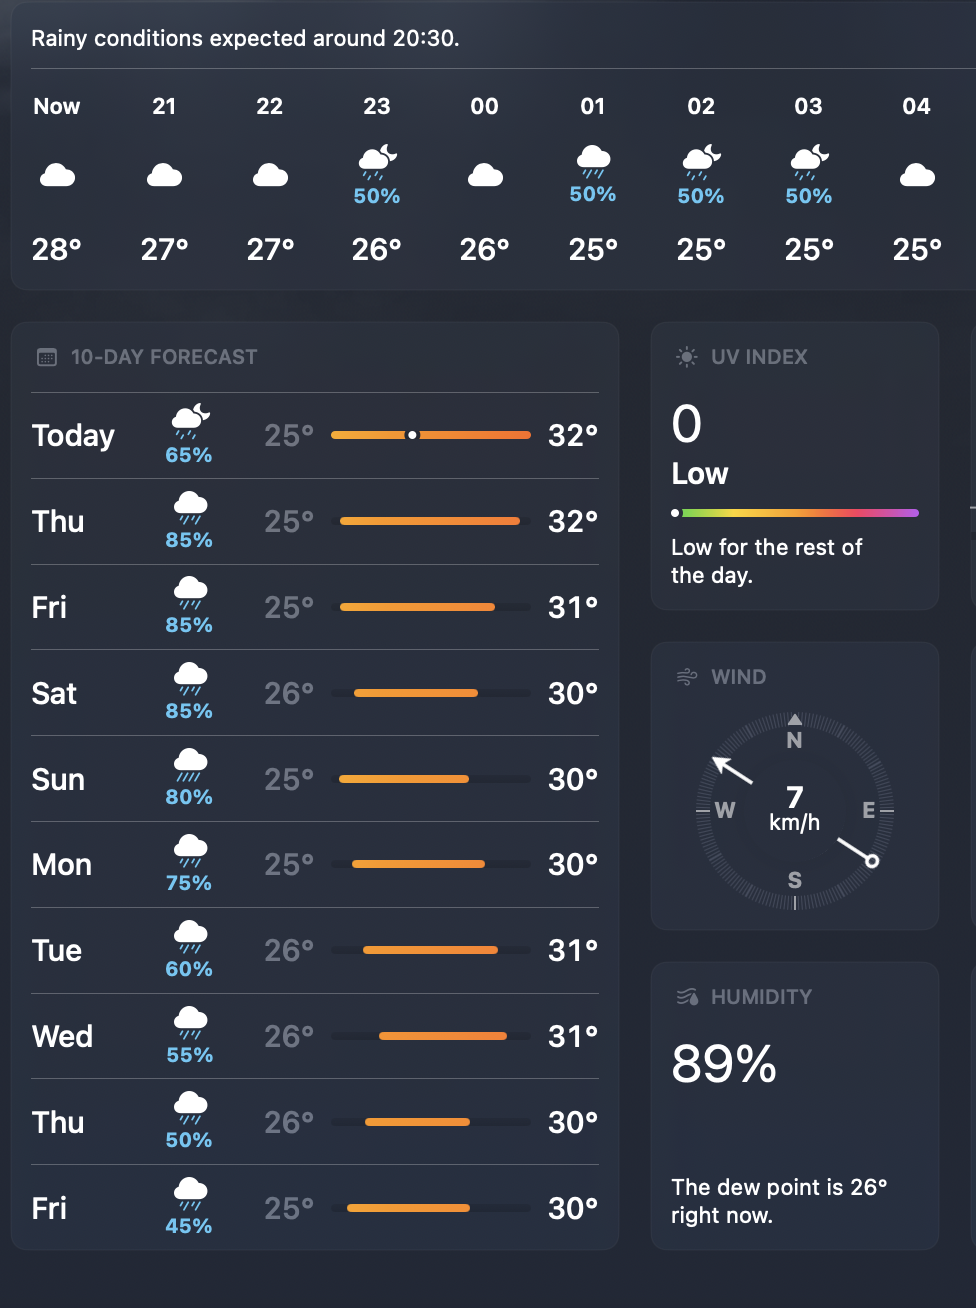 Rainy conditions expected around 20:30.
Now 21 22 23 00 01 02 03 04
50% 50% 50% 50%
28° 27° 27° 26° 26° 25° 25° 25° 25°
10-DAY FORECAST
Today 65% 25° 32°
Thu 85% 25° 32°
Fri 85% 25° 31°
Sat 85% 26° 30°
Sun 80% 25° 30°
Mon 75% 25° 30°
Tue 60% 26° 31°
Wed 55% 26° 31°
Thu 50% 26° 30°
Fri 45% 25° 30°
UV INDEX
0
Low
Low for the rest of
the day.
WIND
N
W 7 E
km/h
S
HUMIDITY
89%
The dew point is 26°
right now.